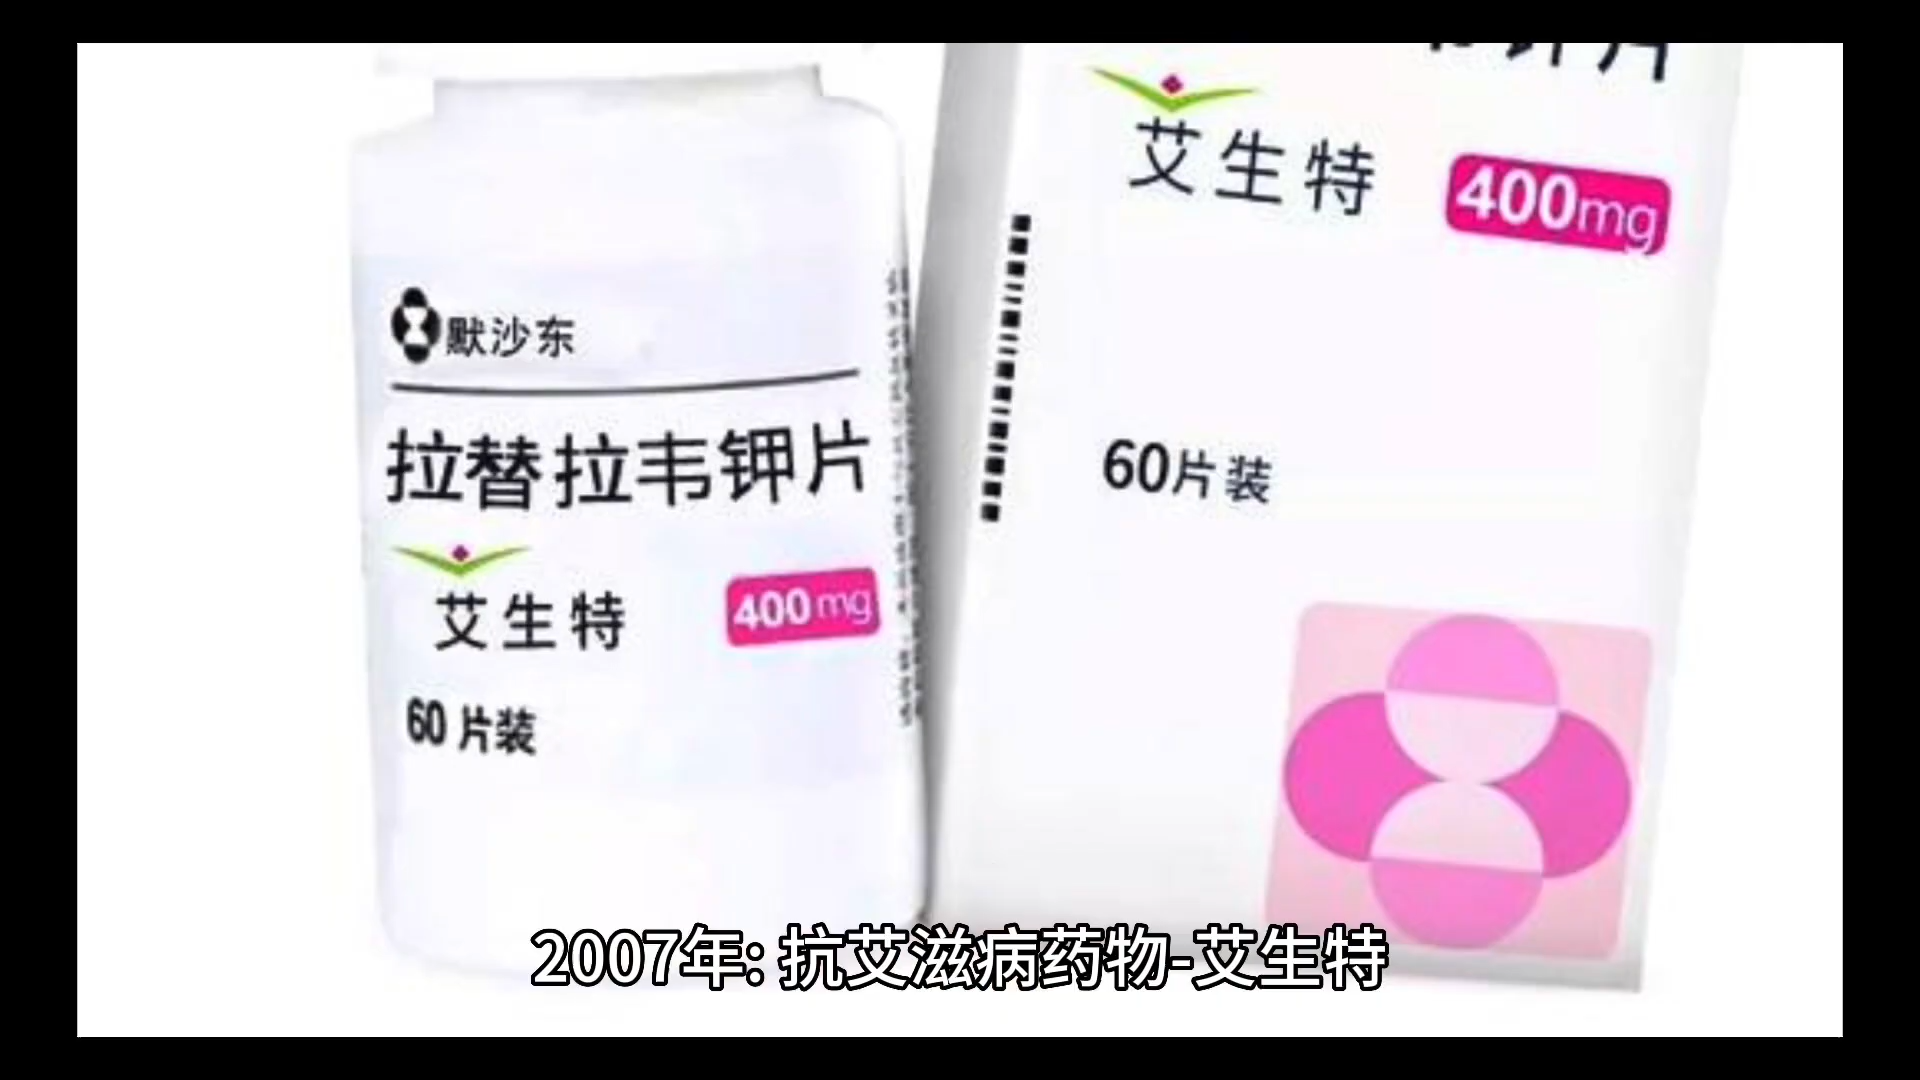 默沙东
拉替拉韦钾片
艾生特
400mg
60片装
艾生特
400mg
60片装
2007年: 抗艾滋病药物-艾生特